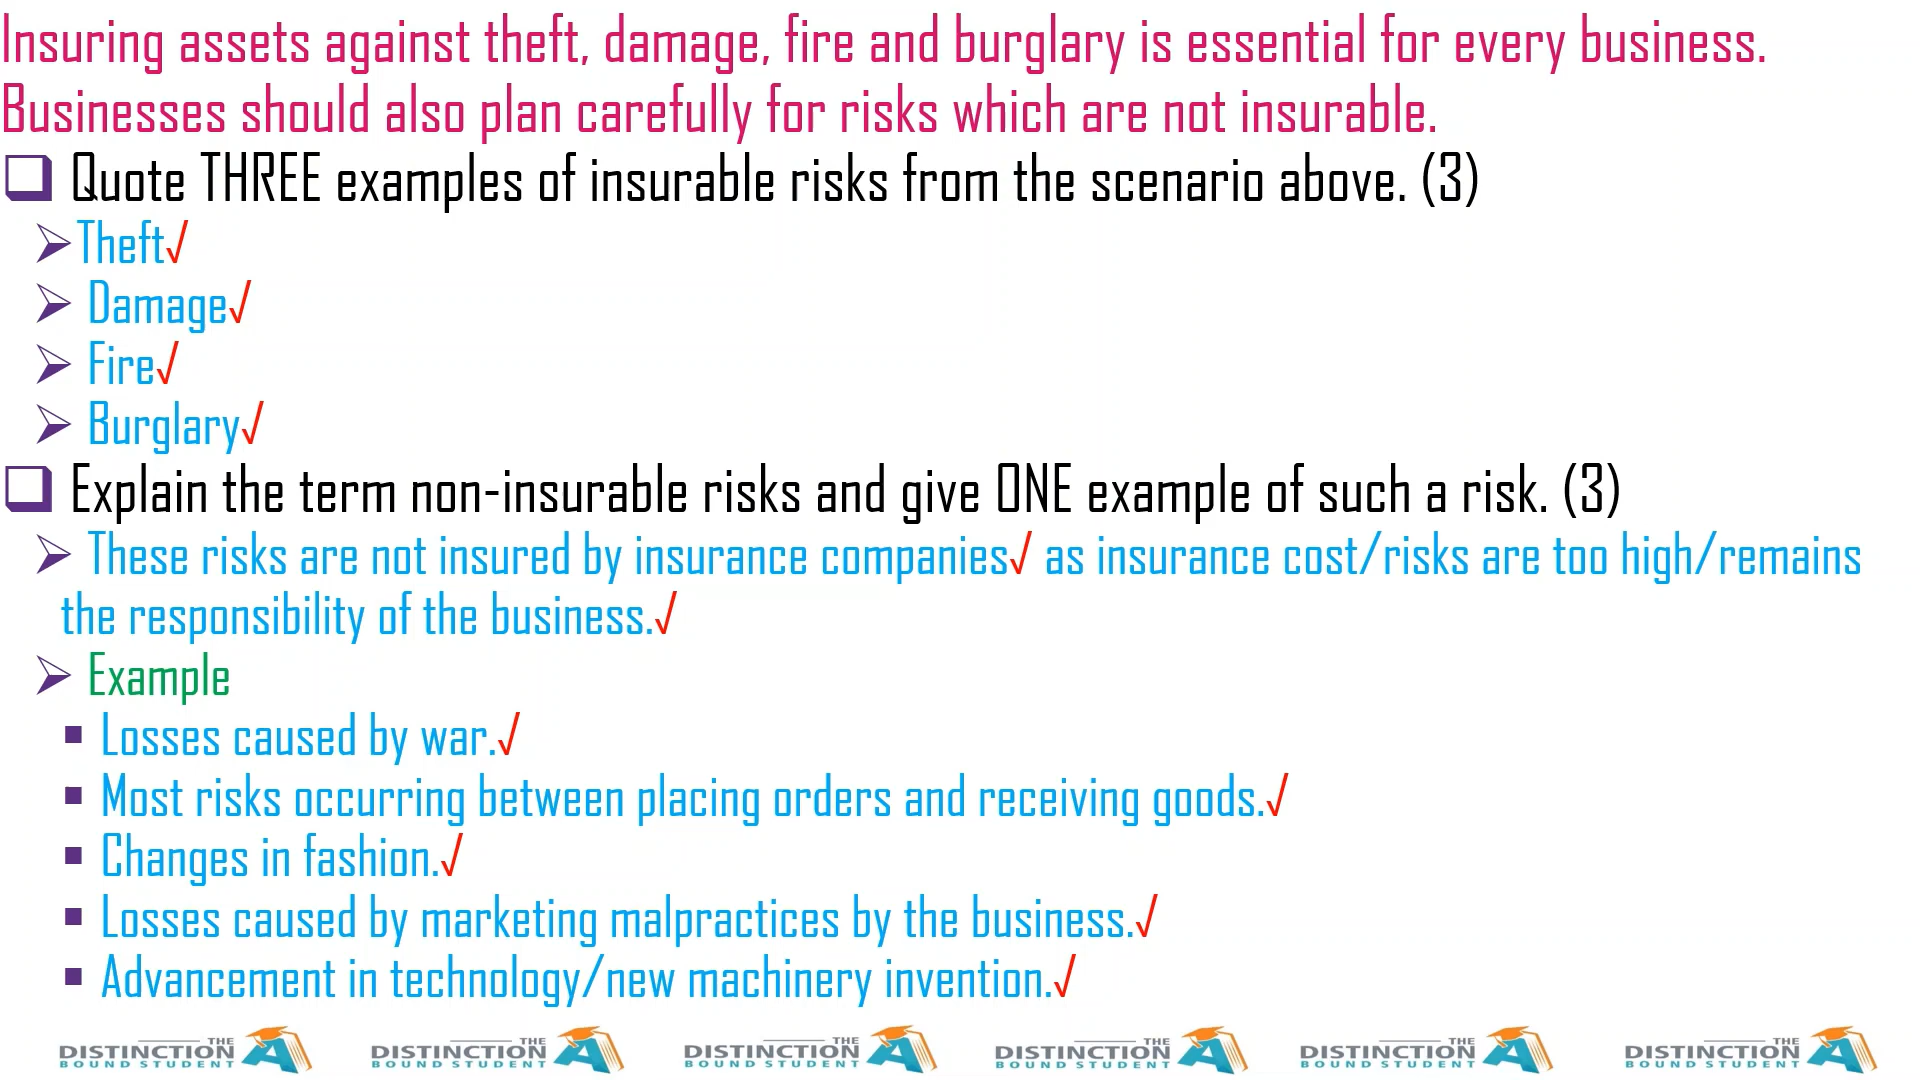 Insuring assets against theft, damage, fire and burglary is essential for every business.
Businesses should also plan carefully for risks which are not insurable.
❑ Quote THREE examples of insurable risks from the scenario above. (3)
➢ Theft√
➢ Damage√
➢ Fire√
➢ Burglary√
❑ Explain the term non-insurable risks and give ONE example of such a risk. (3)
➢ These risks are not insured by insurance companies√ as insurance cost/risks are too high/remains
the responsibility of the business.√
➢ Example
▪ Losses caused by war.√
▪ Most risks occurring between placing orders and receiving goods.√
▪ Changes in fashion.√
▪ Losses caused by marketing malpractices by the business.√
▪ Advancement in technology/new machinery invention.√
THE DISTINCTION BOUND STUDENT A THE DISTINCTION BOUND STUDENT A THE DISTINCTION BOUND STUDENT A THE DISTINCTION BOUND STUDENT A THE DISTINCTION BOUND STUDENT A THE DISTINCTION BOUND STUDENT A